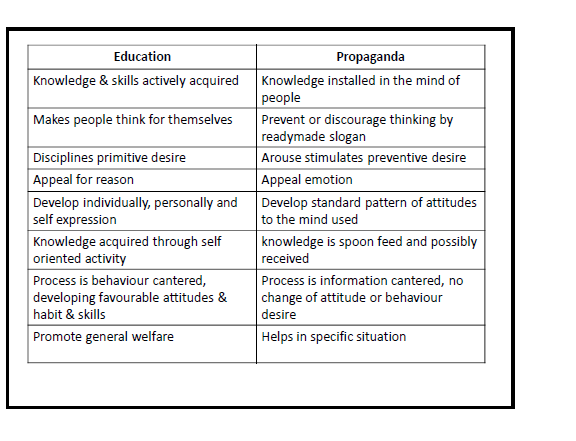 Education Propaganda
Knowledge & skills actively acquired Knowledge installed in the mind of
people
Makes people think for themselves Prevent or discourage thinking by
readymade slogan
Disciplines primitive desire Arouse stimulates preventive desire
Appeal for reason Appeal emotion
Develop individually, personally and Develop standard pattern of attitudes
self expression to the mind used
Knowledge acquired through self knowledge is spoon feed and possibly
oriented activity received
Process is behaviour cantered, Process is information cantered, no
developing favourable attitudes & change of attitude or behaviour
habit & skills desire
Promote general welfare Helps in specific situation